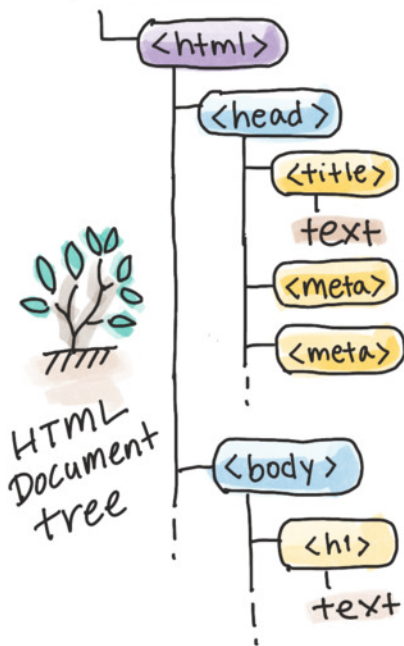 <html>
<head>
<title>
text
<meta>
<meta>
HTML
Document
tree
<body>
<h1>
text